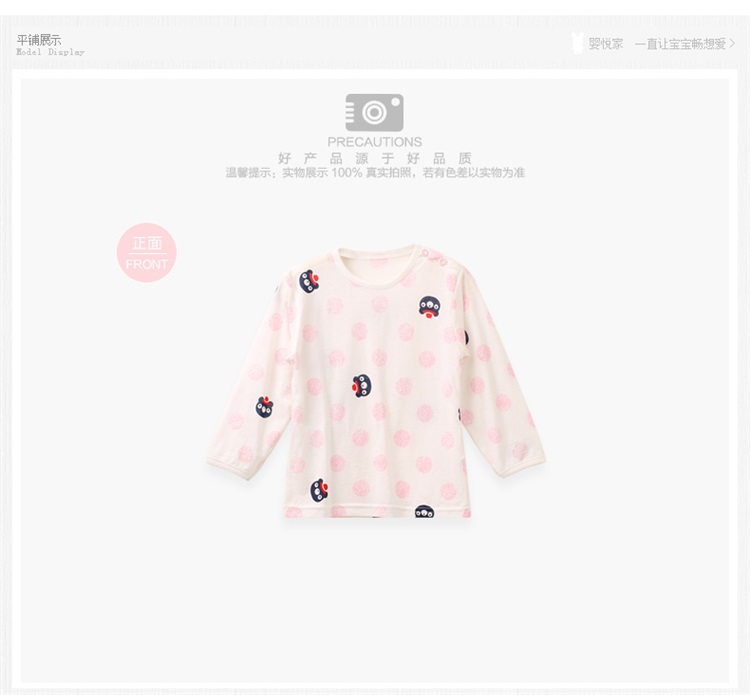 平铺展示
Model Display
婴悦家 一直让宝宝畅想爱 >
PRECAUTIONS
好产品源于好品质
温馨提示：实物展示 100% 真实拍照，若有色差以实物为准
正面
FRONT